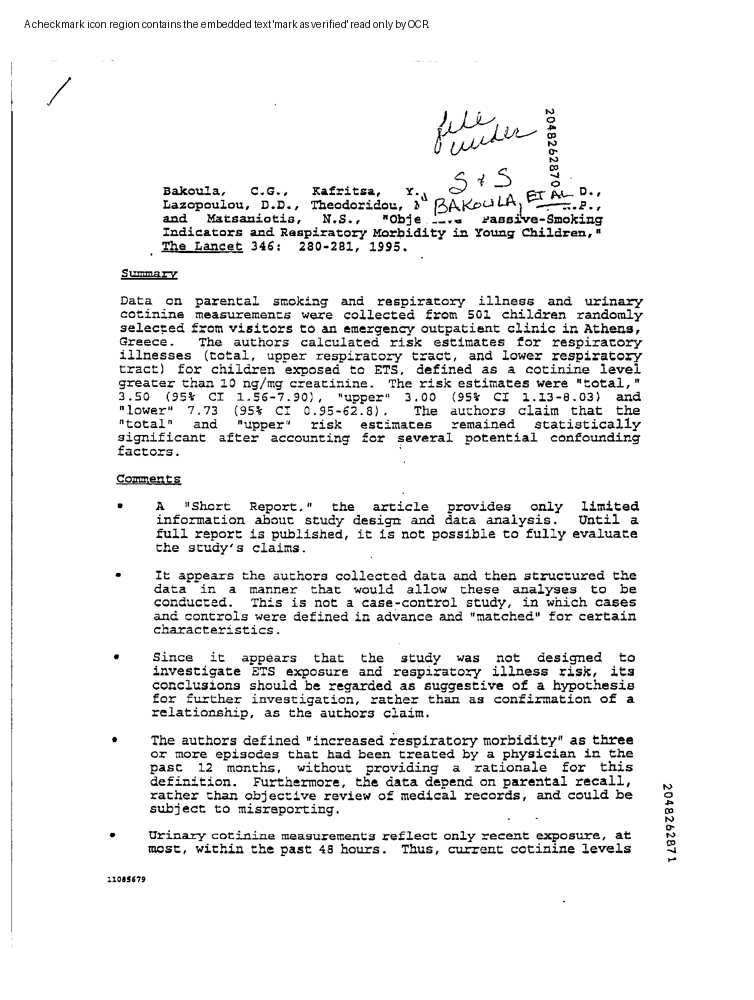 A checkmark icon region contains the embedded text 'mark as verified' read only by OCR
file
under
S & S
BAKOULA, ET AL
2048262870
Bakoula, C.G., Kafritsa, Y., D.,
Lazopoulou, D.D., Theodoridou, P.,
and Matsaniotis, N.S., "Obje Passive-Smoking
Indicators and Respiratory Morbidity in Young Children,"
The Lancet 346: 280-281, 1995.
Summary
Data on parental smoking and respiratory illness and urinary
cotinine measurements were collected from 501 children randomly
selected from visitors to an emergency outpatient clinic in Athens,
Greece. The authors calculated risk estimates for respiratory
illnesses (total, upper respiratory tract, and lower respiratory
tract) for children exposed to ETS, defined as a cotinine level
greater than 10 ng/mg creatinine. The risk estimates were "total,"
3.50 (95% CI 1.56-7.90), "upper" 3.00 (95% CI 1.13-8.03) and
"lower" 7.73 (95% CI 0.95-62.8). The authors claim that the
"total" and "upper" risk estimates remained statistically
significant after accounting for several potential confounding
factors.
Comments
• A "Short Report," the article provides only limited
information about study design and data analysis. Until a
full report is published, it is not possible to fully evaluate
the study's claims.
• It appears the authors collected data and then structured the
data in a manner that would allow these analyses to be
conducted. This is not a case-control study, in which cases
and controls were defined in advance and "matched" for certain
characteristics.
• Since it appears that the study was not designed to
investigate ETS exposure and respiratory illness risk, its
conclusions should be regarded as suggestive of a hypothesis
for further investigation, rather than as confirmation of a
relationship, as the authors claim.
• The authors defined "increased respiratory morbidity" as three
or more episodes that had been treated by a physician in the
past 12 months, without providing a rationale for this
definition. Furthermore, the data depend on parental recall,
rather than objective review of medical records, and could be
subject to misreporting.
• Urinary cotinine measurements reflect only recent exposure, at
most, within the past 48 hours. Thus, current cotinine levels
2048262871
11085679